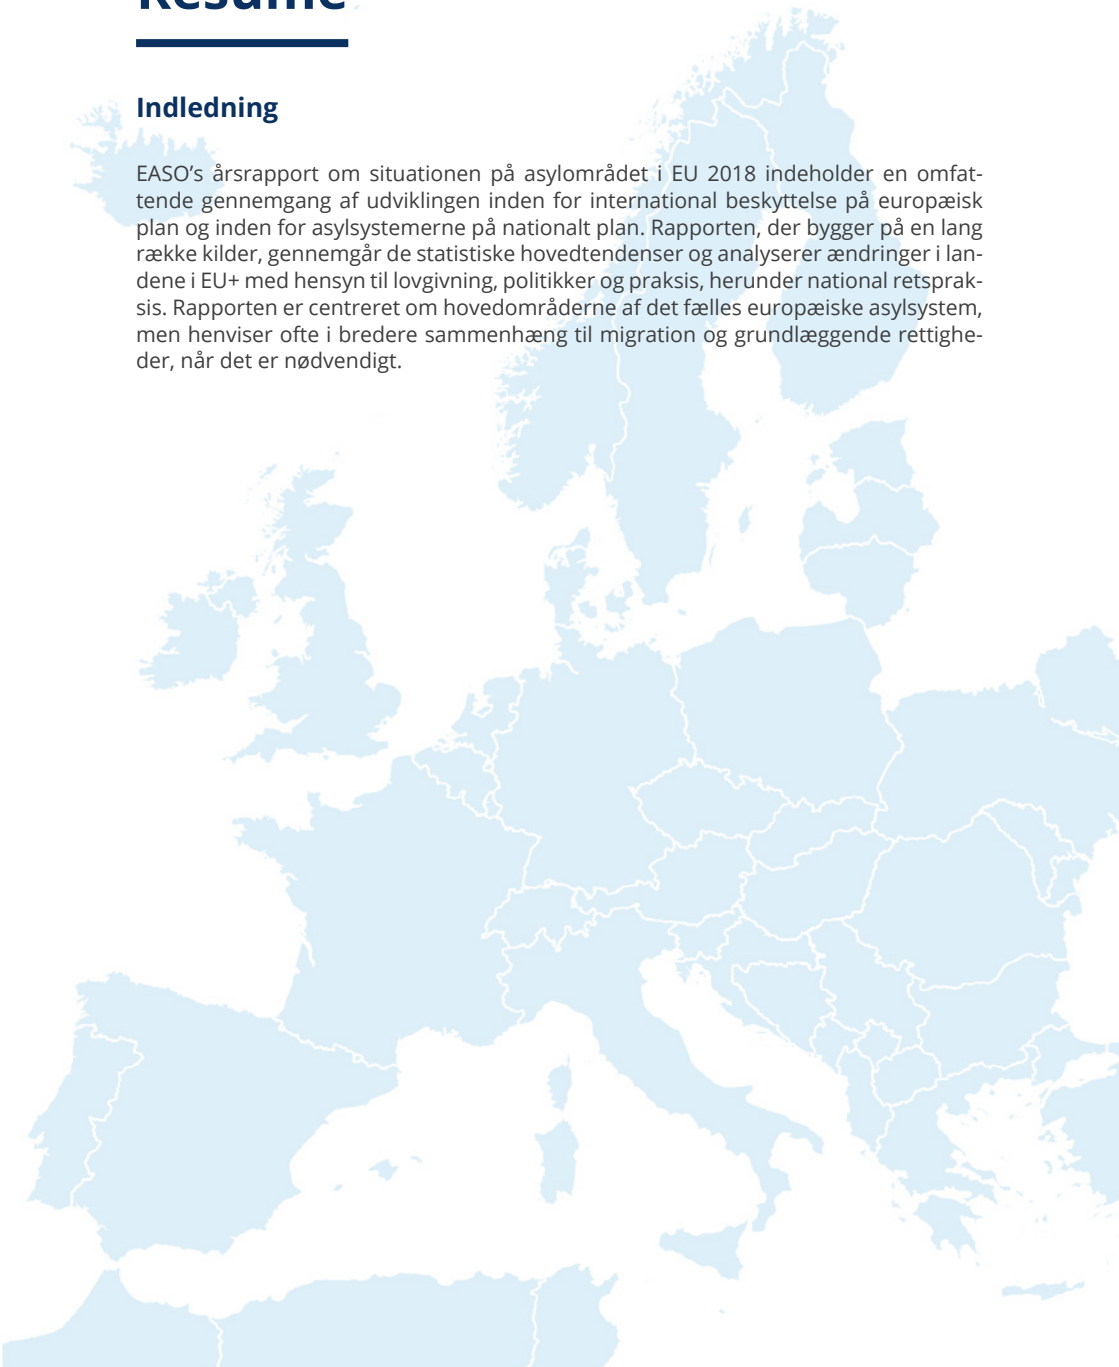 Resumé
Indledning
EASO's årsrapport om situationen på asylområdet i EU 2018 indeholder en omfat-
tende gennemgang af udviklingen inden for international beskyttelse på europæisk
plan og inden for asylsystemerne på nationalt plan. Rapporten, der bygger på en lang
række kilder, gennemgår de statistiske hovedtendenser og analyserer ændringer i lan-
dene i EU+ med hensyn til lovgivning, politikker og praksis, herunder national retsprak-
sis. Rapporten er centreret om hovedområderne af det fælles europæiske asylsystem,
men henviser ofte i bredere sammenhæng til migration og grundlæggende rettighe-
der, når det er nødvendigt.